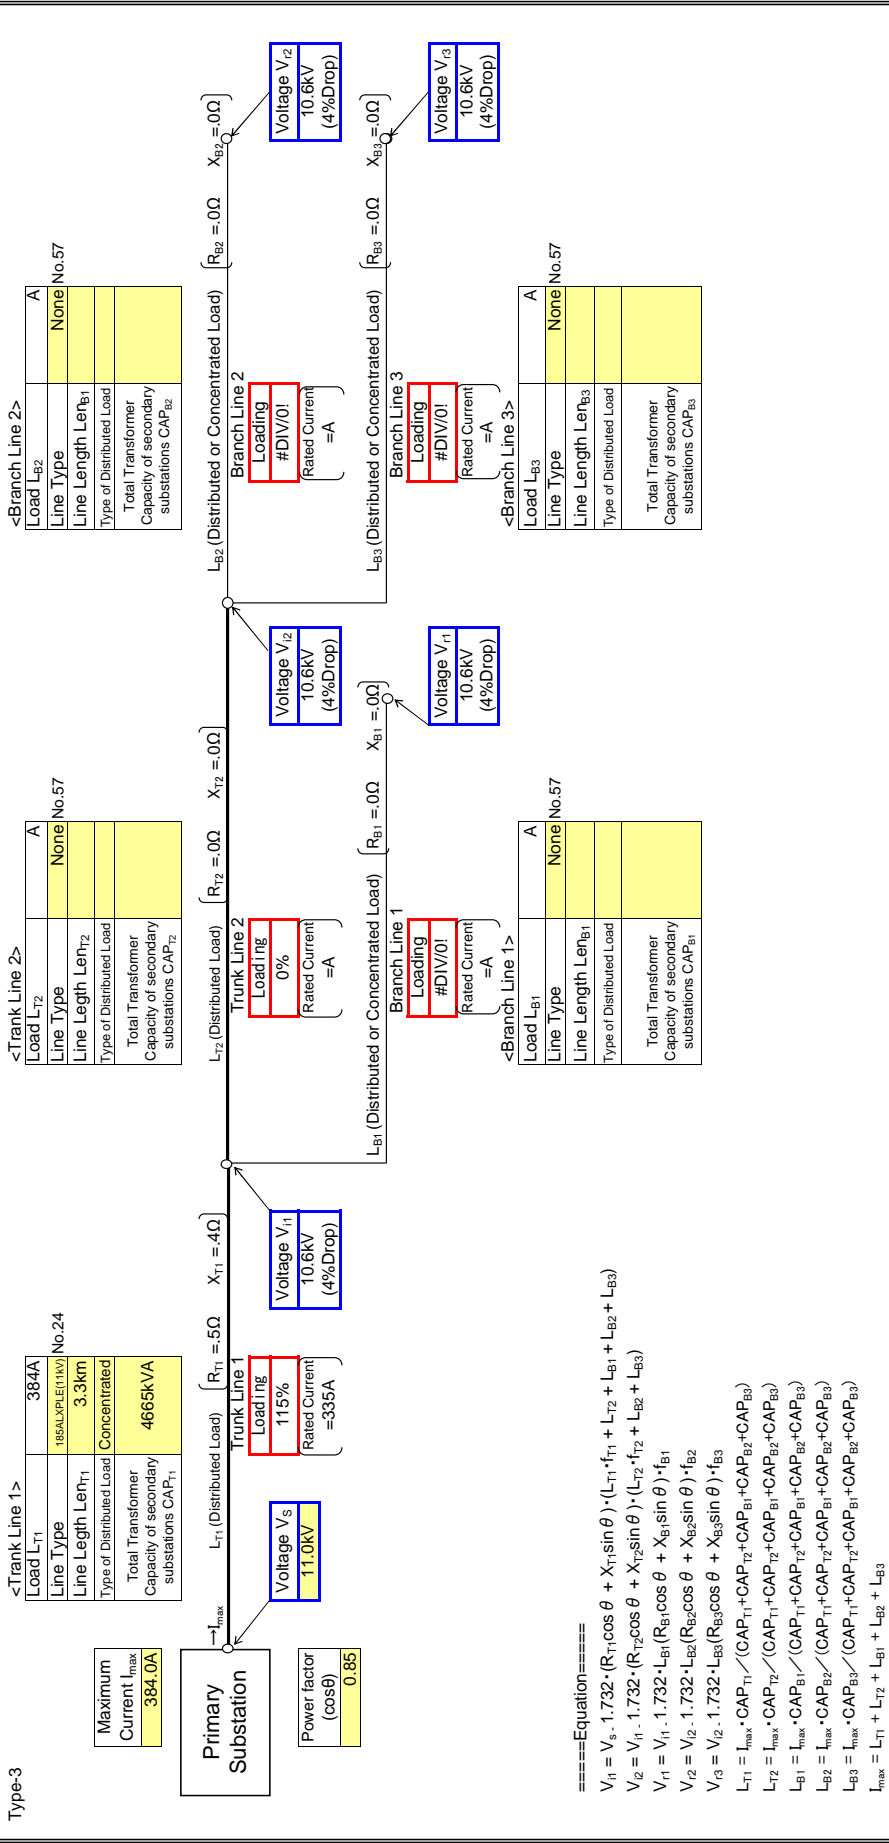 Type-3
Maximum
Current Imax
384.0A
Primary
Substation
Power factor
(cosθ)
0.85
<Trank Line 1>
Load LT1 384A
Line Type 185ALXPLE(11kV) No.24
Line Legth LenT1 3.3km
Type of Distributed Load Concentrated
Total Transformer
Capacity of secondary
substations CAPT1
4665kVA
→Imax
LT1 (Distributed Load)
RT1 =.5Ω XT1 =.4Ω
Voltage VS
11.0kV
Trunk Line 1
Loading
115%
Rated Current
=335A
Voltage Vi1
10.6kV
(4%Drop)
<Trank Line 2>
Load LT2 A
Line Type None No.57
Line Legth LenT2
Type of Distributed Load
Total Transformer
Capacity of secondary
substations CAPT2
LT2 (Distributed Load)
RT2 =.0Ω XT2 =.0Ω
Trunk Line 2
Loading
0%
Rated Current
=A
Voltage Vi2
10.6kV
(4%Drop)
LB1 (Distributed or Concentrated Load)
RB1 =.0Ω XB1 =.0Ω
Branch Line 1
Loading
#DIV/0!
Rated Current
=A
Voltage Vr1
10.6kV
(4%Drop)
<Branch Line 1>
Load LB1 A
Line Type None No.57
Line Length LenB1
Type of Distributed Load
Total Transformer
Capacity of secondary
substations CAPB1
<Branch Line 2>
Load LB2 A
Line Type None No.57
Line Length LenB1
Type of Distributed Load
Total Transformer
Capacity of secondary
substations CAPB2
LB2 (Distributed or Concentrated Load)
RB2 =.0Ω XB2 =.0Ω
Branch Line 2
Loading
#DIV/0!
Rated Current
=A
Voltage Vr2
10.6kV
(4%Drop)
LB3 (Distributed or Concentrated Load)
RB3 =.0Ω XB3 =.0Ω
Branch Line 3
Loading
#DIV/0!
Rated Current
=A
Voltage Vr3
10.6kV
(4%Drop)
<Branch Line 3>
Load LB3 A
Line Type None No.57
Line Length LenB3
Type of Distributed Load
Total Transformer
Capacity of secondary
substations CAPB3
=====Equation=====
Vi1 = Vs - 1.732・(RT1cos θ + XT1sin θ)・(LT1・fT1 + LT2 + LB1 + LB2 + LB3)
Vi2 = Vi1 - 1.732・(RT2cos θ + XT2sin θ)・(LT2・fT2 + LB2 + LB3)
Vr1 = Vi1 - 1.732・LB1(RB1cos θ + XB1sin θ)・fB1
Vr2 = Vi2 - 1.732・LB2(RB2cos θ + XB2sin θ)・fB2
Vr3 = Vi2 - 1.732・LB3(RB3cos θ + XB3sin θ)・fB3
LT1 = Imax・CAPT1／(CAPT1+CAPT2+CAPB1+CAPB2+CAPB3)
LT2 = Imax・CAPT2／(CAPT1+CAPT2+CAPB1+CAPB2+CAPB3)
LB1 = Imax・CAPB1／(CAPT1+CAPT2+CAPB1+CAPB2+CAPB3)
LB2 = Imax・CAPB2／(CAPT1+CAPT2+CAPB1+CAPB2+CAPB3)
LB3 = Imax・CAPB3／(CAPT1+CAPT2+CAPB1+CAPB2+CAPB3)
Imax = LT1 + LT2 + LB1 + LB2 + LB3